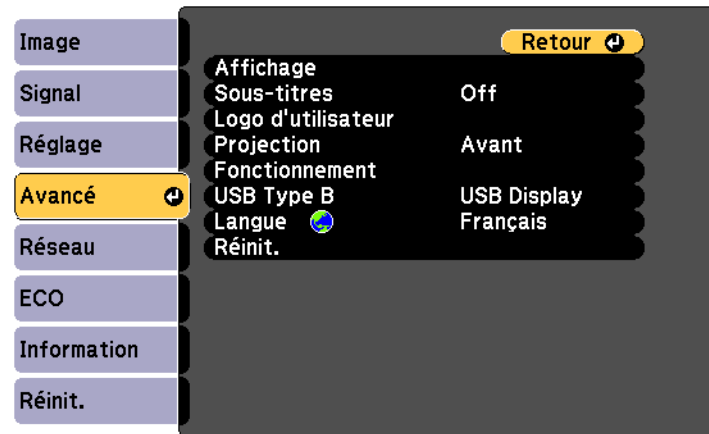 Image
Signal
Réglage
Avancé
Réseau
ECO
Information
Réinit.
Retour
Affichage
Sous-titres Off
Logo d'utilisateur
Projection Avant
Fonctionnement
USB Type B USB Display
Langue Français
Réinit.